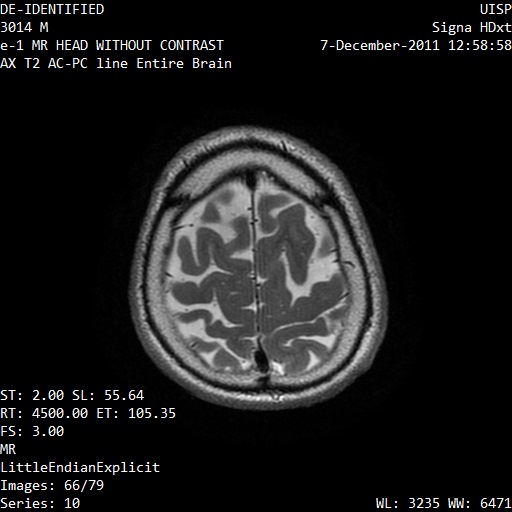 DE-IDENTIFIED
UISP
3014 M
Signa HDxt
e-1 MR HEAD WITHOUT CONTRAST
7-December-2011 12:58:58
AX T2 AC-PC line Entire Brain
ST: 2.00 SL: 55.64
RT: 4500.00 ET: 105.35
FS: 3.00
MR
LittleEndianExplicit
Images: 66/79
Series: 10
WL: 3235 WW: 6471